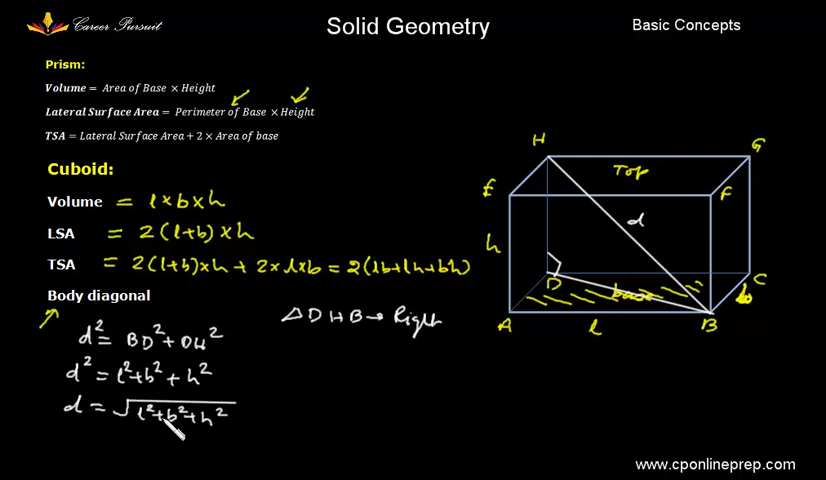 Career Pursuit
Solid Geometry
Basic Concepts
Prism:
Volume = Area of Base × Height
Lateral Surface Area = Perimeter of Base × Height
TSA = Lateral Surface Area + 2 × Area of base
Cuboid:
Volume = l×b×h
LSA = 2(l+b)×h
TSA = 2(l+b)×h + 2×l×b = 2(lb+lh+bh)
Body diagonal
d² = BD² + DH²
d² = l²+b²+h²
d = √l²+b²+h²
△DHB→ Right
H
G
Top
E
F
d
h
D
C
base
b
A
l
B
www.cponlineprep.com